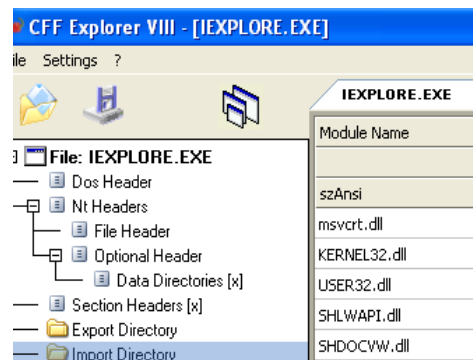 CFF Explorer VIII - [IEXPLORE.EXE]
ile Settings ?
IEXPLORE.EXE
Module Name
szAnsi
msvcrt.dll
KERNEL32.dll
USER32.dll
SHLWAPI.dll
SHDOCVW.dll
File: IEXPLORE.EXE
Dos Header
Nt Headers
File Header
Optional Header
Data Directories [x]
Section Headers [x]
Export Directory
Import Directory